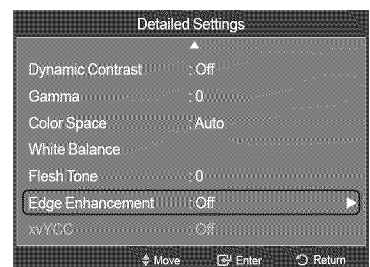 Detailed Settings
Dynamic Contrast : Off
Gamma : 0
Color Space : Auto
White Balance
Flesh Tone : 0
Edge Enhancement : Off
xvYCC : Off
Move Enter Return